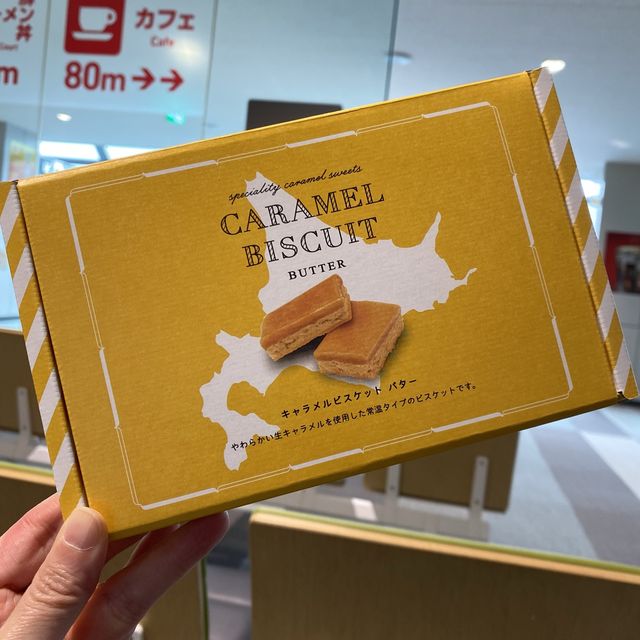 カフェ
Cafe
80m→→
speciality caramel sweets
CARAMEL
BISCUIT
BUTTER
キャラメルビスケット バター
やわらかい生キャラメルを使用した常温タイプのビスケットです。